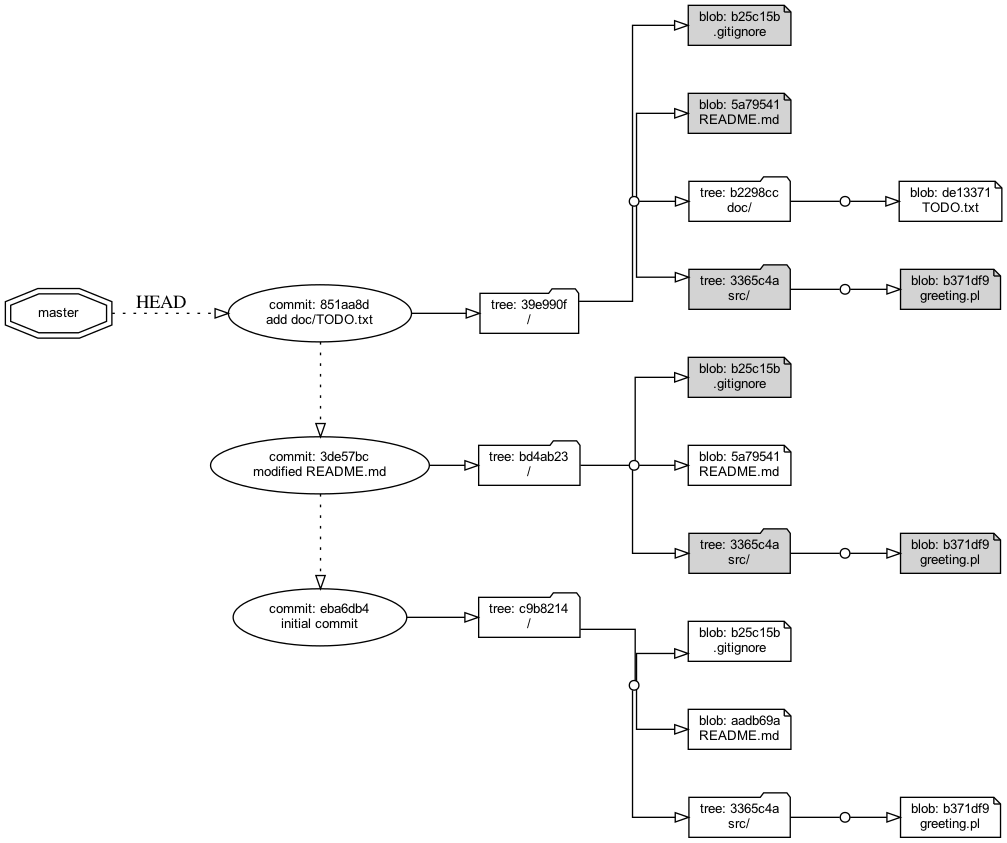 blob: b25c15b
.gitignore
blob: 5a79541
README.md
tree: b2298cc
doc/
blob: de13371
TODO.txt
tree: 3365c4a
src/
blob: b371df9
greeting.pl
master
HEAD
commit: 851aa8d
add doc/TODO.txt
tree: 39e990f
/
blob: b25c15b
.gitignore
commit: 3de57bc
modified README.md
tree: bd4ab23
/
blob: 5a79541
README.md
tree: 3365c4a
src/
blob: b371df9
greeting.pl
commit: eba6db4
initial commit
tree: c9b8214
/
blob: b25c15b
.gitignore
blob: aadb69a
README.md
tree: 3365c4a
src/
blob: b371df9
greeting.pl